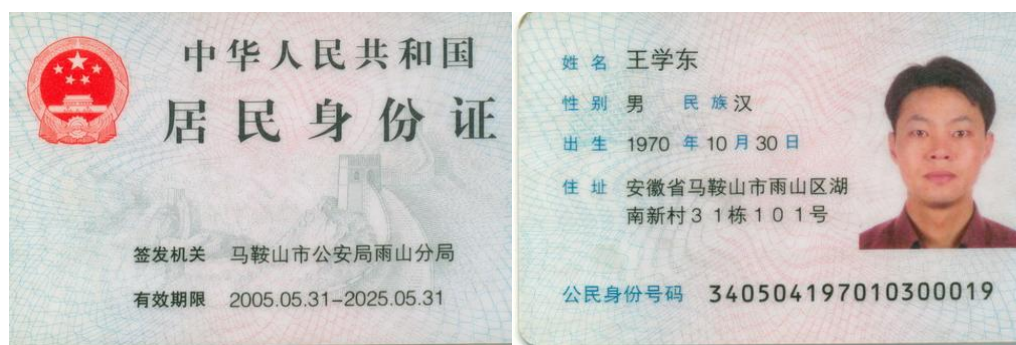 中华人民共和国
居民身份证
签发机关 马鞍山市公安局雨山分局
有效期限 2005.05.31-2025.05.31
姓名 王学东
性别 男 民族 汉
出生 1970 年 10 月 30 日
住址 安徽省马鞍山市雨山区湖
南新村31栋101号
公民身份号码 340504197010300019